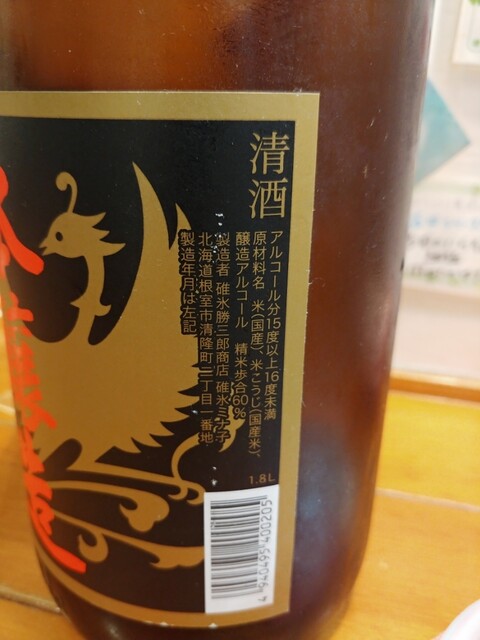 清酒
アルコール分15度以上16度未満
原材料名 米(国産)、米こうじ(国産米)、
醸造アルコール 精米歩合60%
製造者 碓氷勝三郎商店 碓氷ミナ子
北海道根室市清隆町二丁目一番地
製造年月は左記
1.8L
4 940495 400205